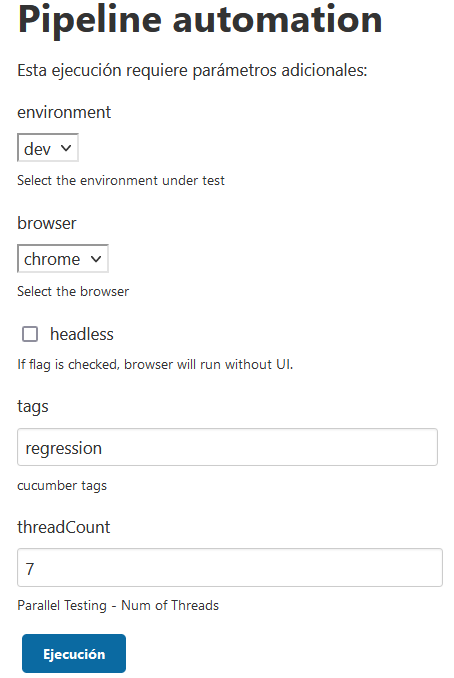 Pipeline automation
Esta ejecución requiere parámetros adicionales:
environment
dev
Select the environment under test
browser
chrome
Select the browser
headless
If flag is checked, browser will run without UI.
tags
regression
cucumber tags
threadCount
7
Parallel Testing - Num of Threads
Ejecución